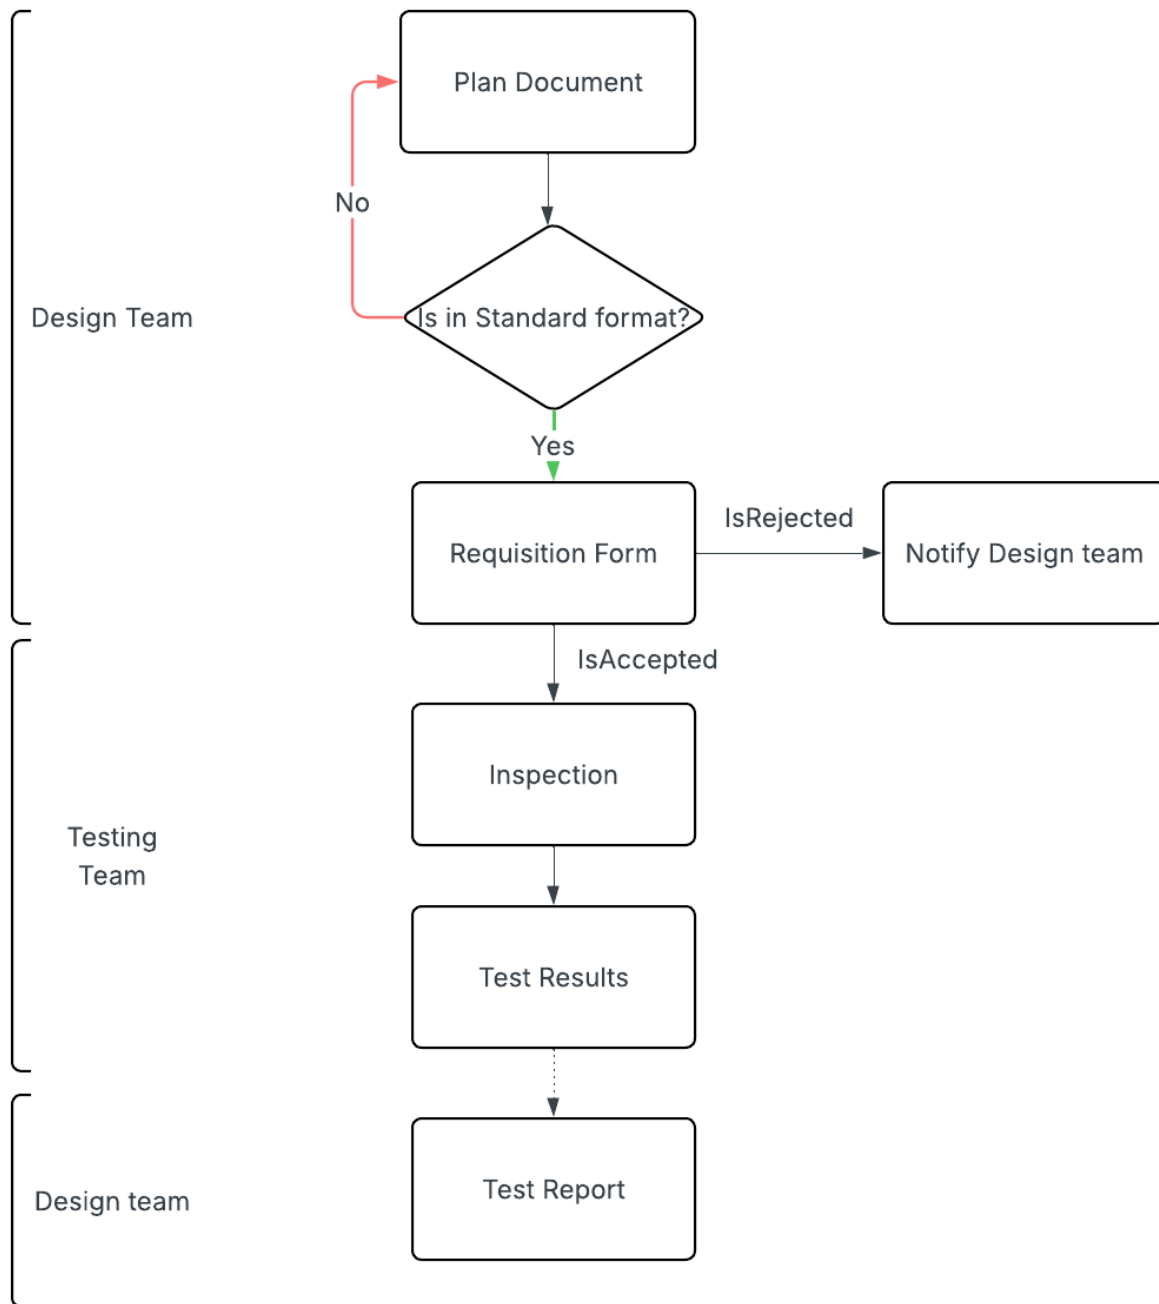 Plan Document
No
Design Team
Is in Standard format?
Yes
Requisition Form
IsRejected
Notify Design team
IsAccepted
Inspection
Testing
Team
Test Results
Design team
Test Report